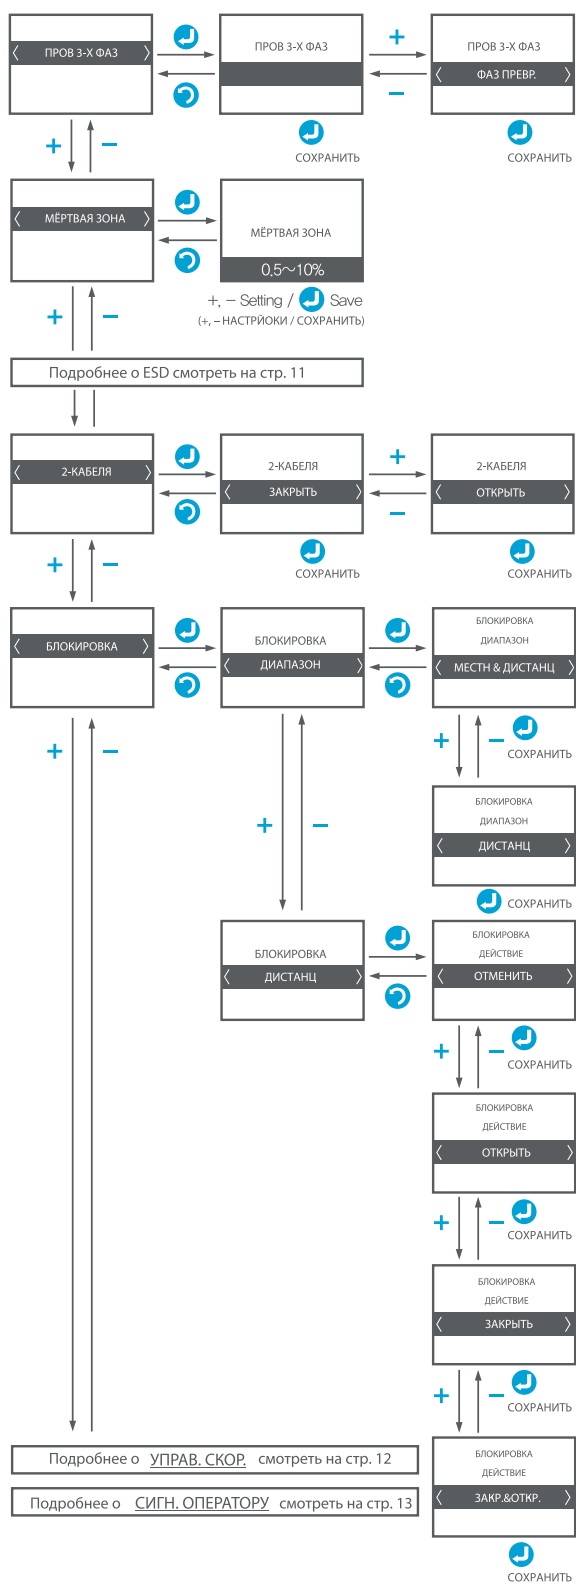 ПРОВ 3-Х ФАЗ
ПРОВ 3-Х ФАЗ
ПРОВ 3-Х ФАЗ
ФАЗ ПРЕВР.
СОХРАНИТЬ
СОХРАНИТЬ
+
−
+ −
МЁРТВАЯ ЗОНА
МЁРТВАЯ ЗОНА
0,5~10%
+, − Setting / Save
(+, − НАСТРЙОКИ / СОХРАНИТЬ)
+ −
Подробнее о ESD смотреть на стр. 11
2-КАБЕЛЯ
2-КАБЕЛЯ
ЗАКРЫТЬ
+
−
2-КАБЕЛЯ
ОТКРЫТЬ
СОХРАНИТЬ
СОХРАНИТЬ
+ −
БЛОКИРОВКА
БЛОКИРОВКА
ДИАПАЗОН
БЛОКИРОВКА
ДИАПАЗОН
МЕСТН & ДИСТАНЦ
+ −
СОХРАНИТЬ
+ −
БЛОКИРОВКА
ДИАПАЗОН
ДИСТАНЦ
СОХРАНИТЬ
+ −
БЛОКИРОВКА
ДИСТАНЦ
БЛОКИРОВКА
ДЕЙСТВИЕ
ОТМЕНИТЬ
+ −
СОХРАНИТЬ
БЛОКИРОВКА
ДЕЙСТВИЕ
ОТКРЫТЬ
+ −
СОХРАНИТЬ
БЛОКИРОВКА
ДЕЙСТВИЕ
ЗАКРЫТЬ
+ −
СОХРАНИТЬ
БЛОКИРОВКА
ДЕЙСТВИЕ
ЗАКР.&ОТКР.
СОХРАНИТЬ
Подробнее о УПРАВ. СКОР. смотреть на стр. 12
Подробнее о СИГН. ОПЕРАТОРУ смотреть на стр. 13